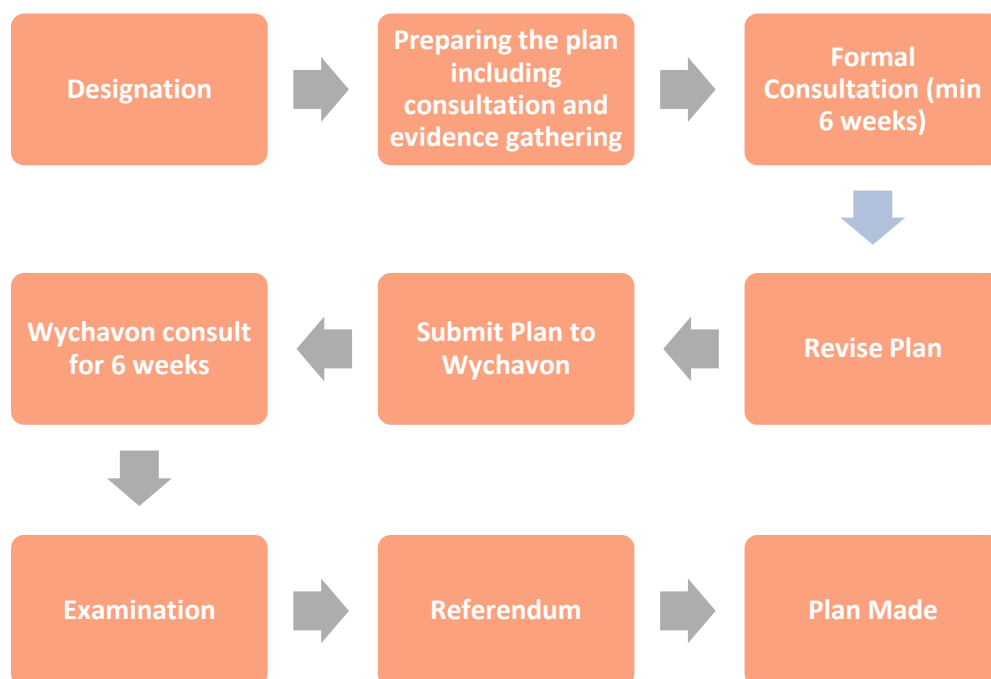 Designation
Preparing the plan
including
consultation and
evidence gathering
Formal
Consultation (min
6 weeks)
Revise Plan
Submit Plan to
Wychavon
Wychavon consult
for 6 weeks
Examination
Referendum
Plan Made